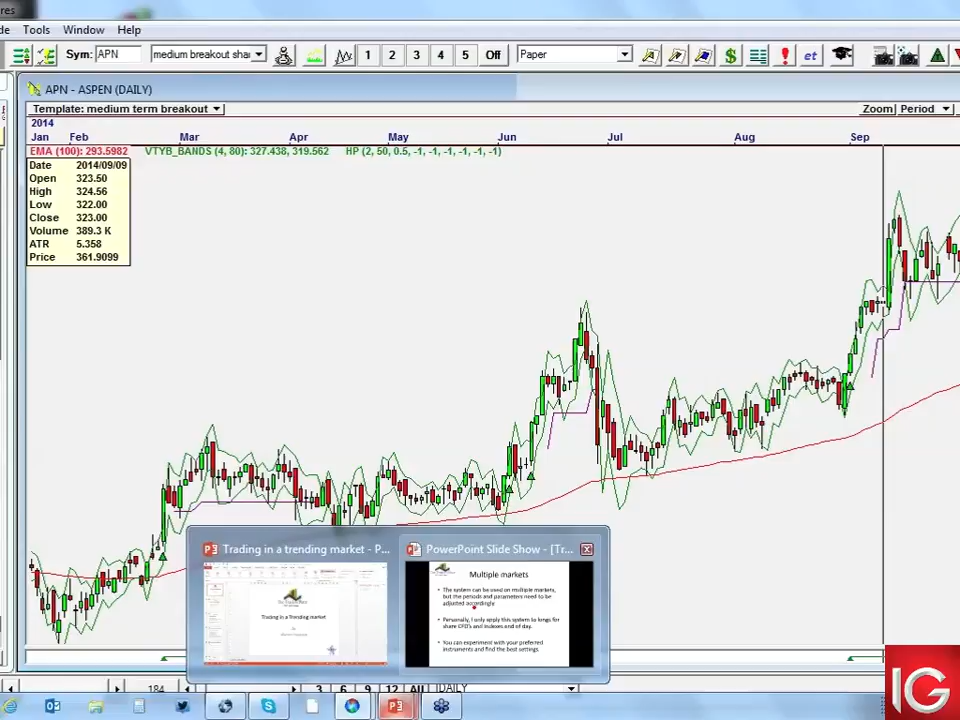 res
de Tools Window Help
Sym: APN medium breakout sha 1 2 3 4 5 Off Paper et
APN - ASPEN (DAILY)
Template: medium term breakout Zoom Period
2014
Jan Feb Mar Apr May Jun Jul Aug Sep
EMA (100): 293.5982 VTYB_BANDS (4, 80): 327.438, 319.562 HP (2, 50, 0.5, -1, -1, -1, -1, -1, -1)
Date 2014/09/09
Open 323.50
High 324.56
Low 322.00
Close 323.00
Volume 389.3 K
ATR 5.358
Price 361.9099
Trading in a trending market - P... PowerPoint Slide Show - [Tr...
Trading in a Trending market
Multiple markets
• The system can be used on multiple markets,
but the periods and parameters need to be
adjusted accordingly
• Personally, I only apply this system to longs for
share CFD's and indexes end of day.
• You can experiment with your preferred
instruments and find the best settings.
184 3 6 9 12 All DAILY
IG